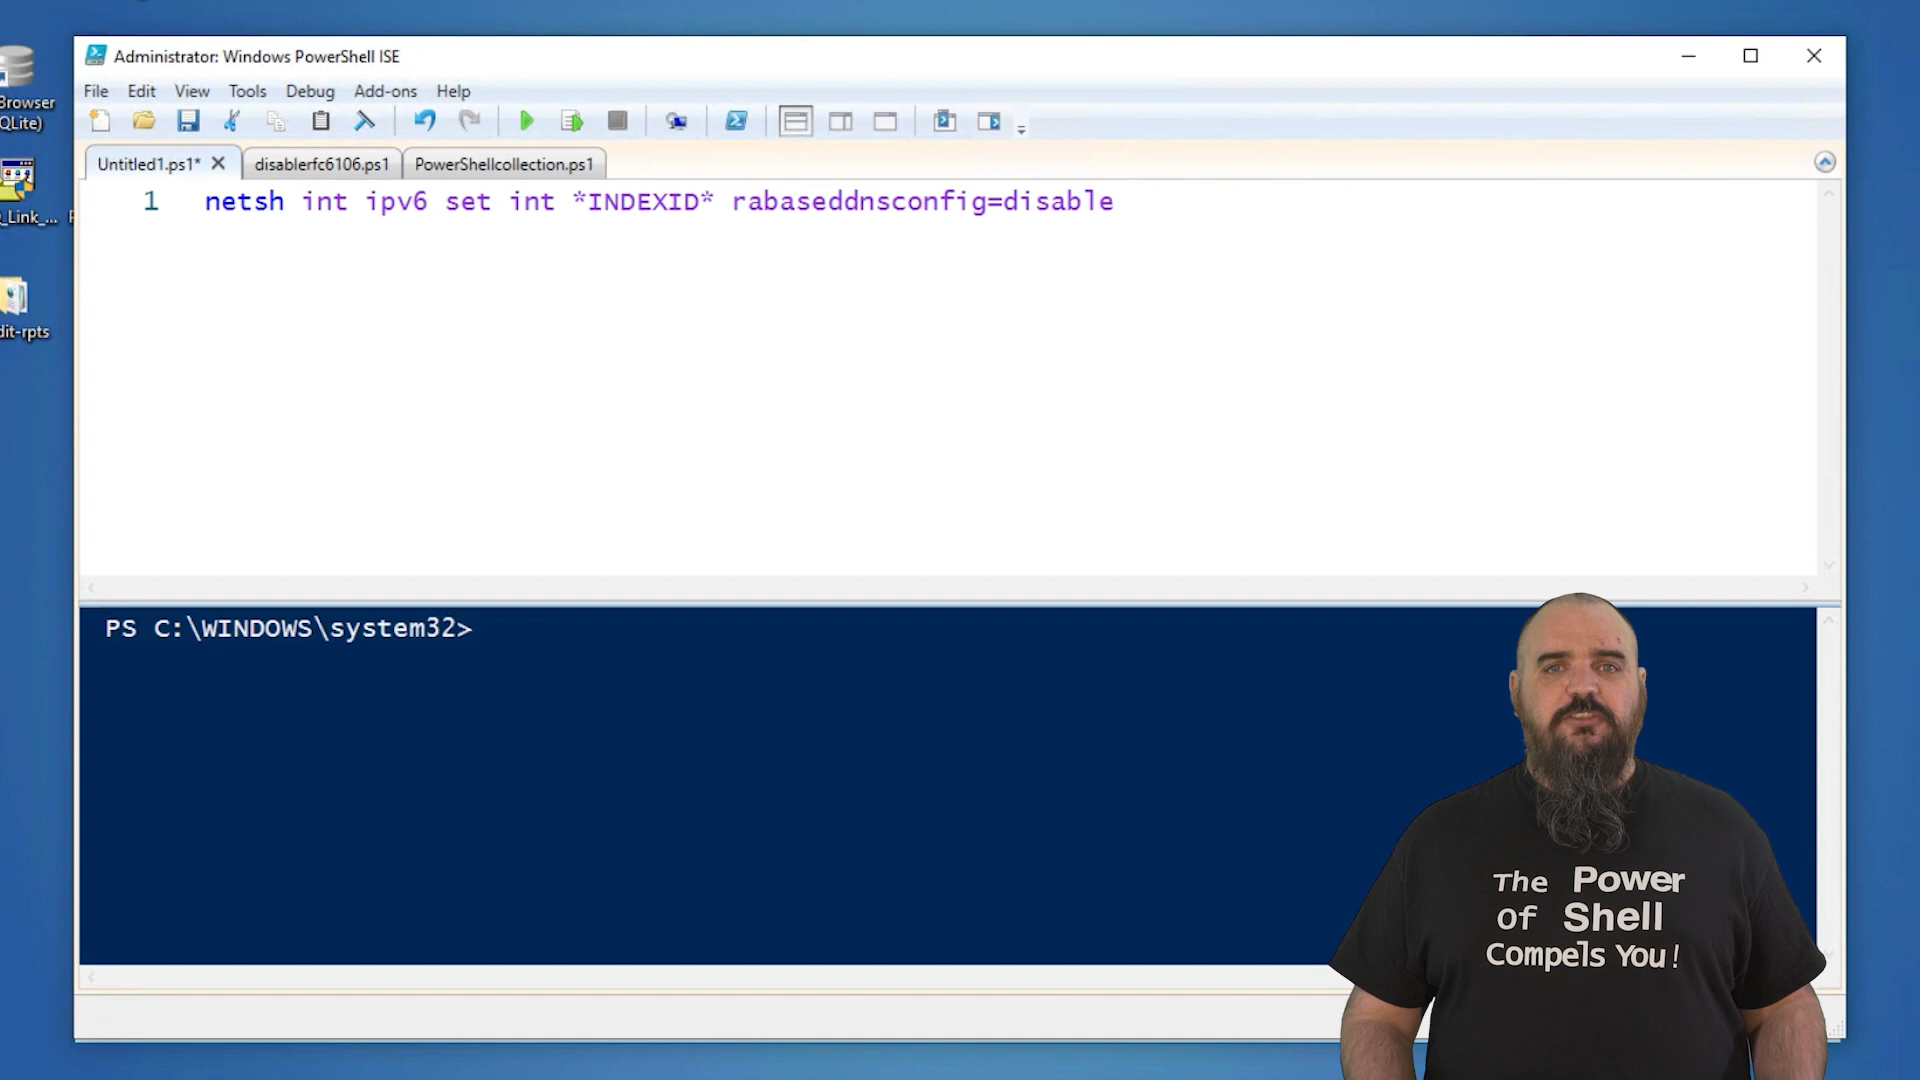 Browser
QLite)
_Link_...
dit-rpts
Administrator: Windows PowerShell ISE
File Edit View Tools Debug Add-ons Help
Untitled1.ps1* disablerfc6106.ps1 PowerShellcollection.ps1
1 netsh int ipv6 set int *INDEXID* rabaseddnsconfig=disable
PS C:\WINDOWS\system32>
The Power
Of Shell
Compels You!